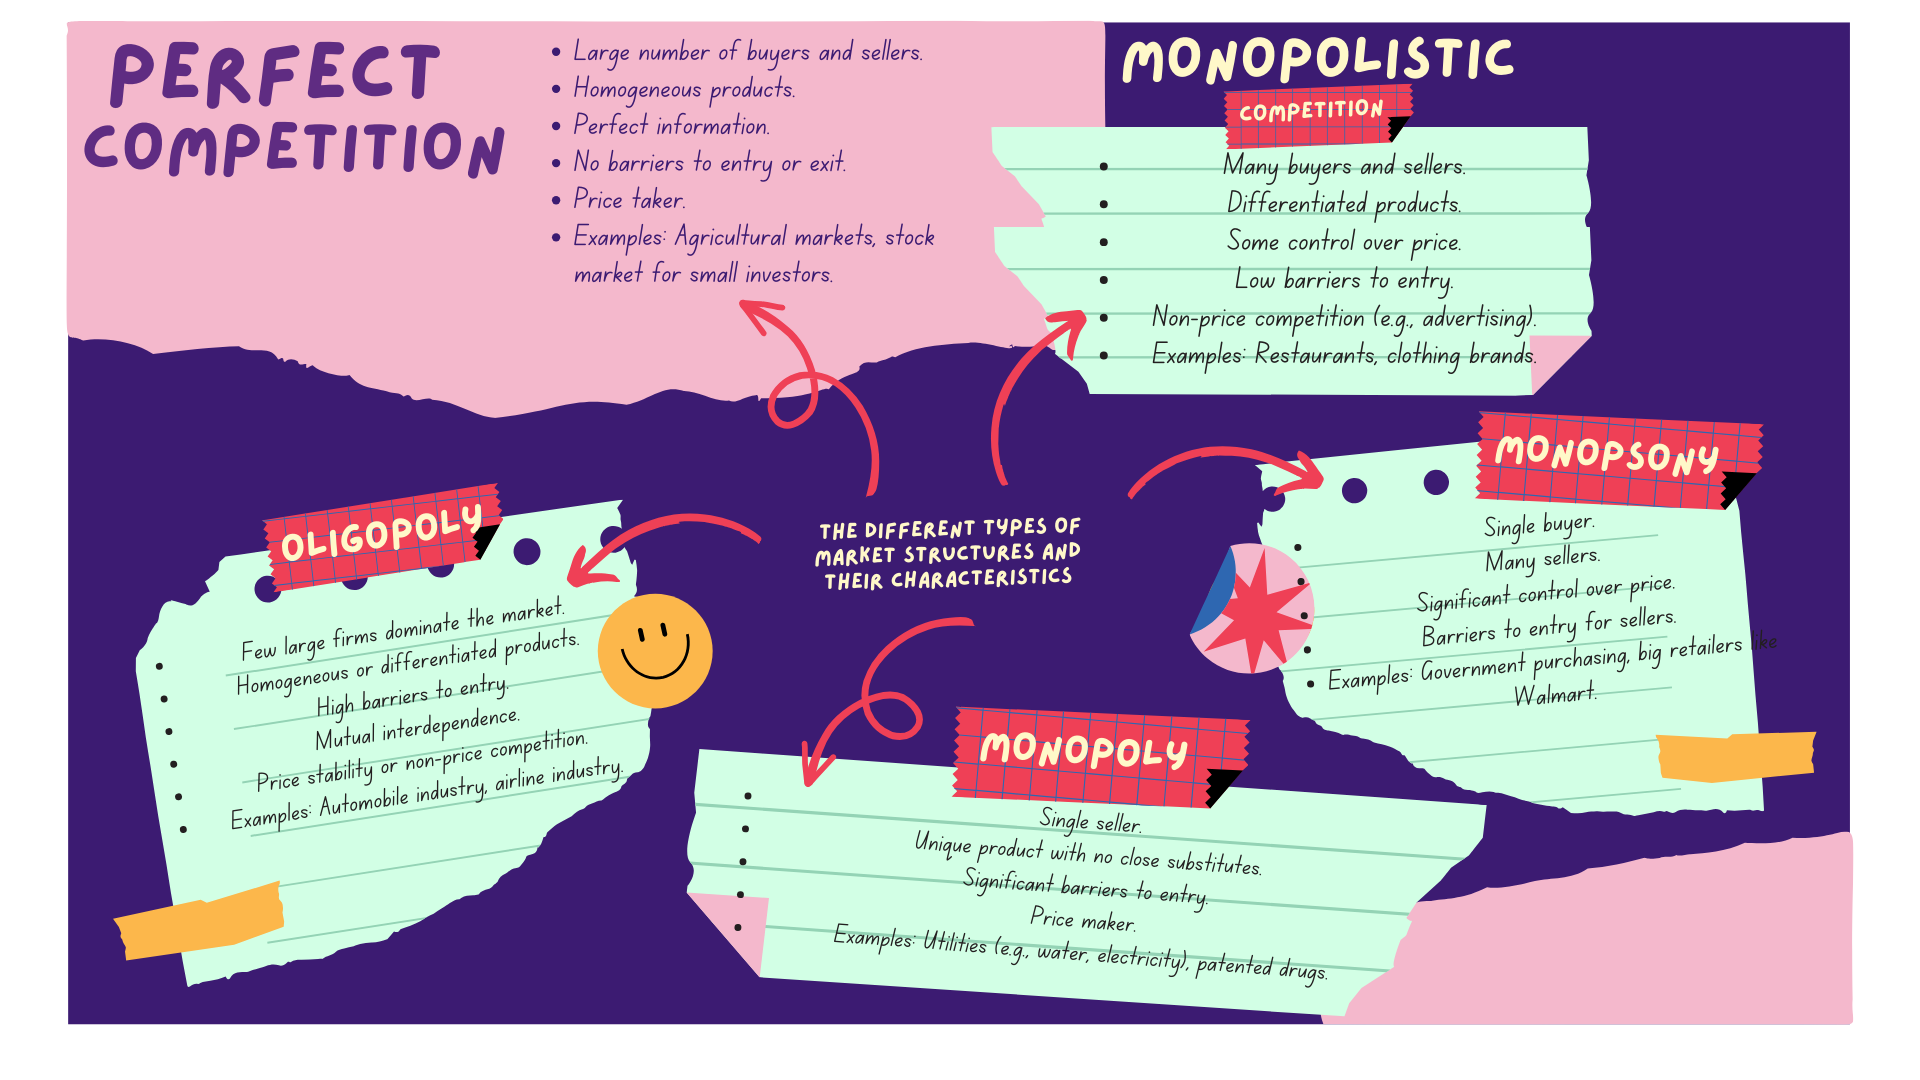 PERFECT
COMPETITION
• Large number of buyers and sellers.
• Homogeneous products.
• Perfect information.
• No barriers to entry or exit.
• Price taker.
• Examples: Agricultural markets, stock
market for small investors.
MONOPOLISTIC
COMPETITION
• Many buyers and sellers.
• Differentiated products.
• Some control over price.
• Low barriers to entry.
• Non-price competition (e.g., advertising).
• Examples: Restaurants, clothing brands.
THE DIFFERENT TYPES OF
MARKET STRUCTURES AND
THEIR CHARACTERISTICS
OLIGOPOLY
• Few large firms dominate the market.
• Homogeneous or differentiated products.
• High barriers to entry.
• Mutual interdependence.
• Price stability or non-price competition.
• Examples: Automobile industry, airline industry.
MONOPSONY
• Single buyer.
• Many sellers.
• Significant control over price.
• Barriers to entry for sellers.
• Examples: Government purchasing, big retailers like
Walmart.
MONOPOLY
• Single seller.
• Unique product with no close substitutes.
• Significant barriers to entry.
• Price maker.
• Examples: Utilities (e.g., water, electricity), patented drugs.